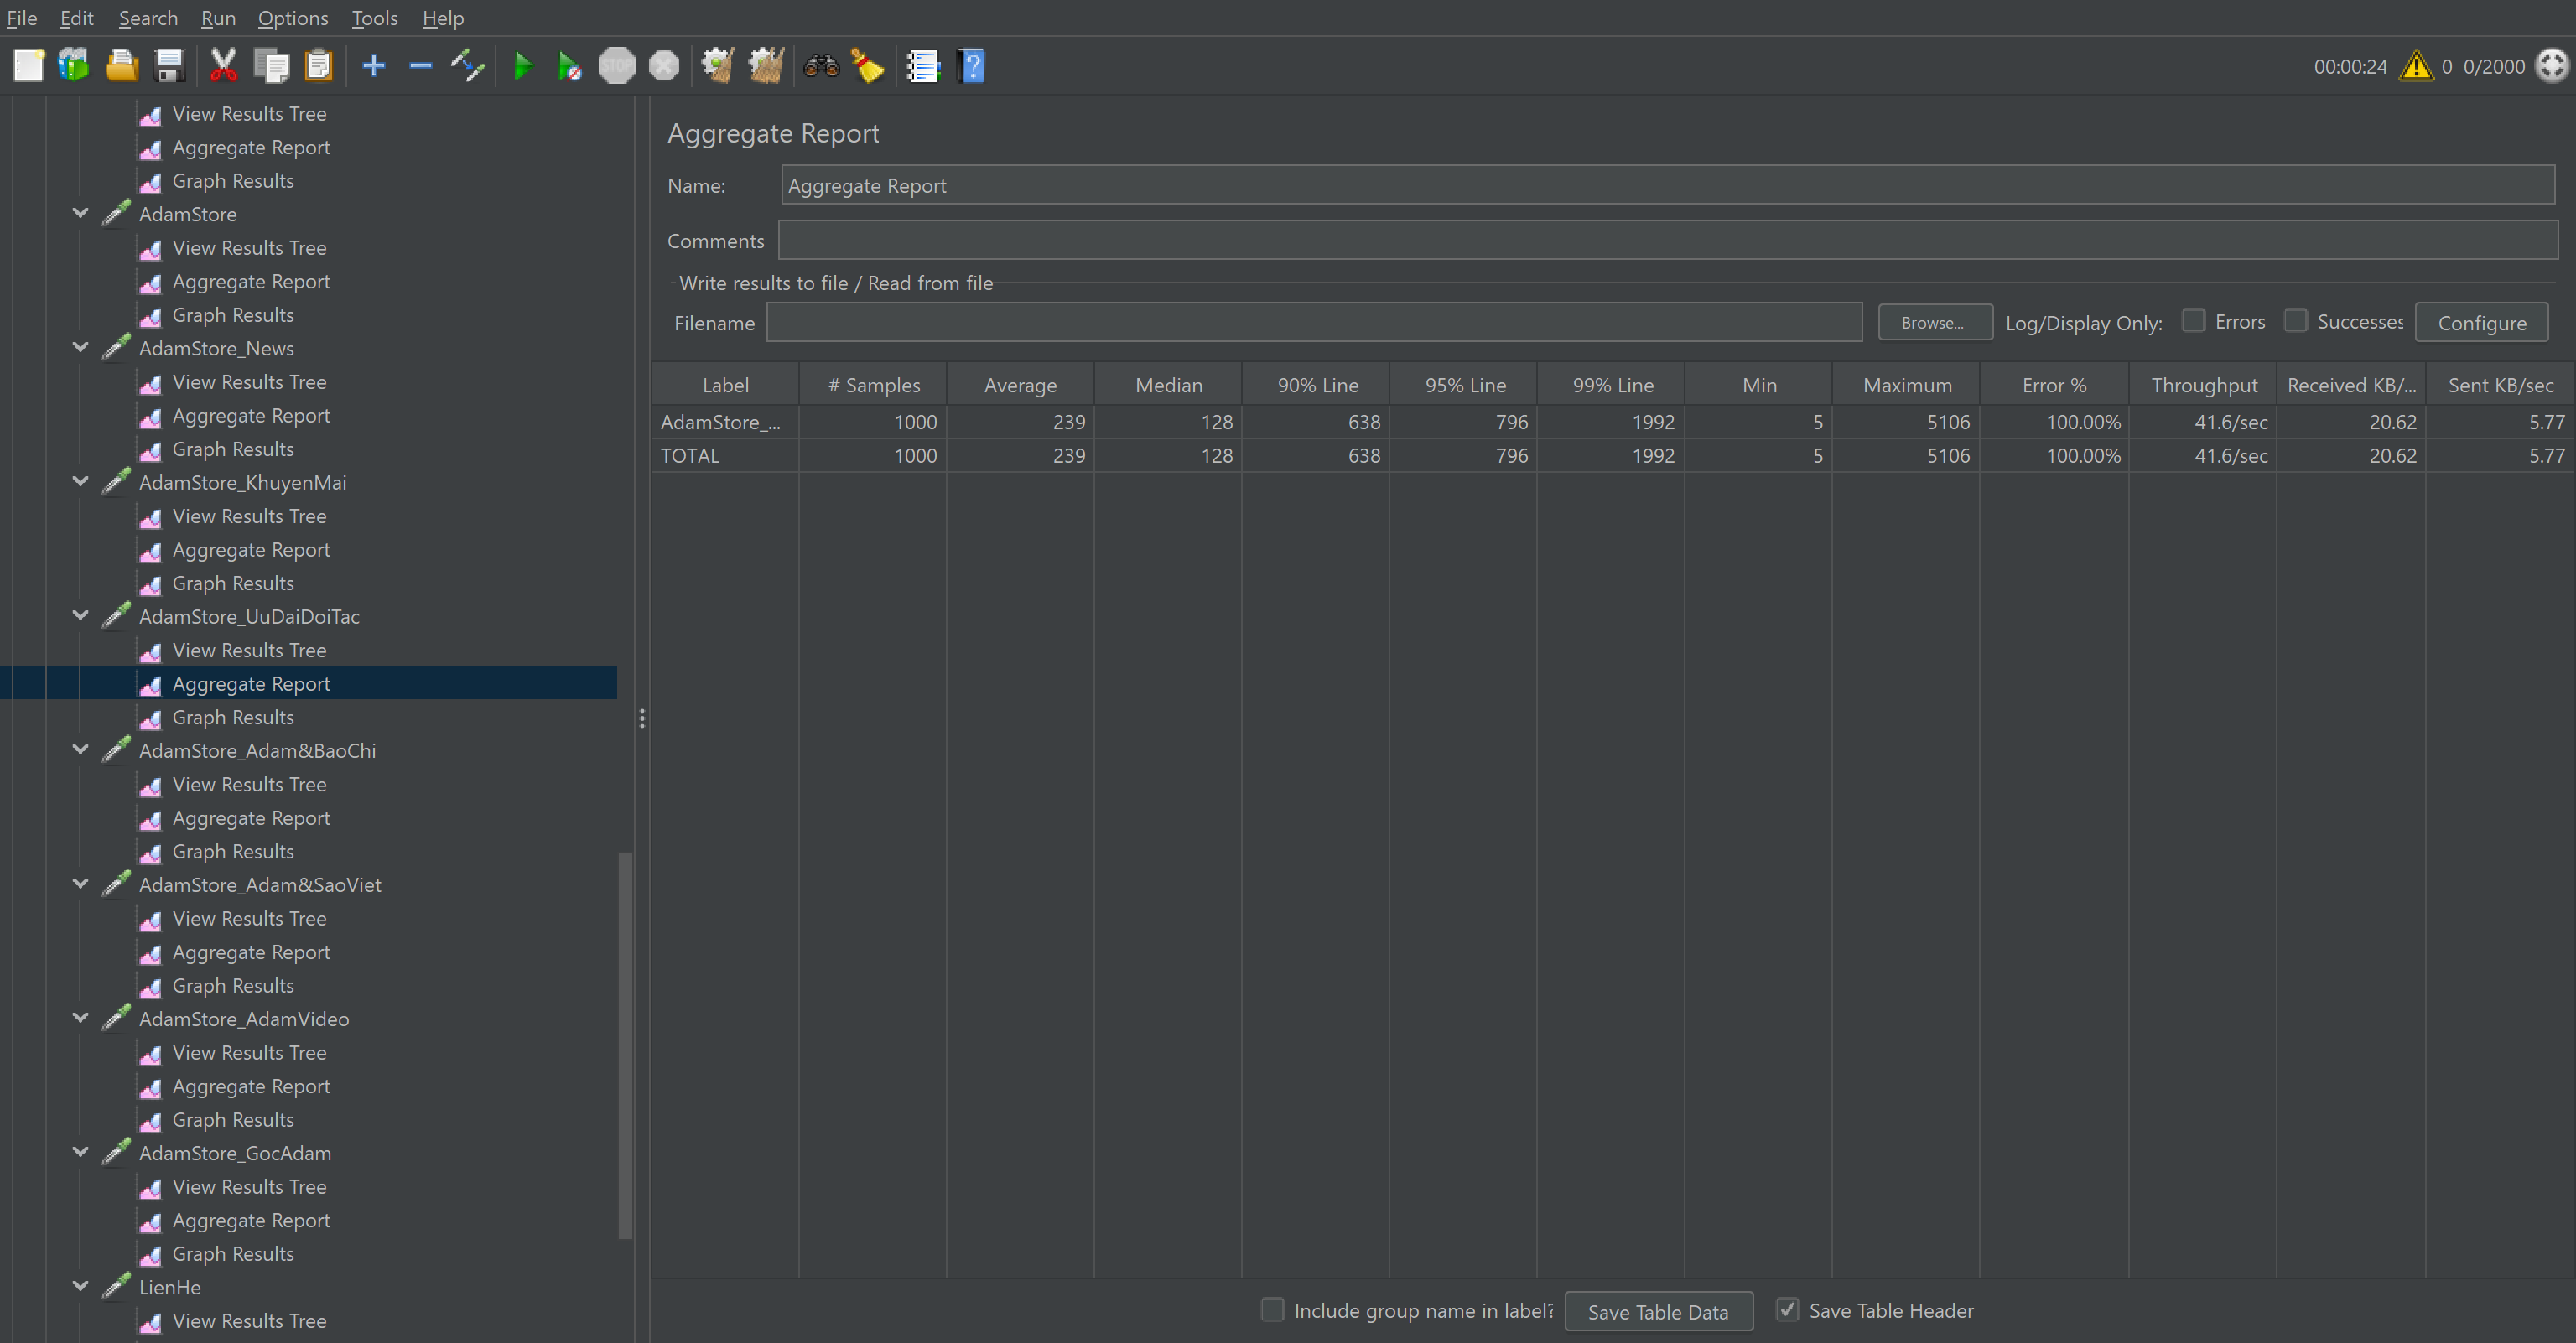 File Edit Search Run Options Tools Help
STOP
00:00:24 0 0/2000
View Results Tree
Aggregate Report
Graph Results
AdamStore
View Results Tree
Aggregate Report
Graph Results
AdamStore_News
View Results Tree
Aggregate Report
Graph Results
AdamStore_KhuyenMai
View Results Tree
Aggregate Report
Graph Results
AdamStore_UuDaiDoiTac
View Results Tree
Aggregate Report
Graph Results
AdamStore_Adam&BaoChi
View Results Tree
Aggregate Report
Graph Results
AdamStore_Adam&SaoViet
View Results Tree
Aggregate Report
Graph Results
AdamStore_AdamVideo
View Results Tree
Aggregate Report
Graph Results
AdamStore_GocAdam
View Results Tree
Aggregate Report
Graph Results
LienHe
View Results Tree
Aggregate Report
Name: Aggregate Report
Comments:
Write results to file / Read from file
Filename Browse... Log/Display Only: Errors Successes Configure
Label # Samples Average Median 90% Line 95% Line 99% Line Min Maximum Error % Throughput Received KB/... Sent KB/sec
AdamStore_... 1000 239 128 638 796 1992 5 5106 100.00% 41.6/sec 20.62 5.77
TOTAL 1000 239 128 638 796 1992 5 5106 100.00% 41.6/sec 20.62 5.77
Include group name in label? Save Table Data Save Table Header